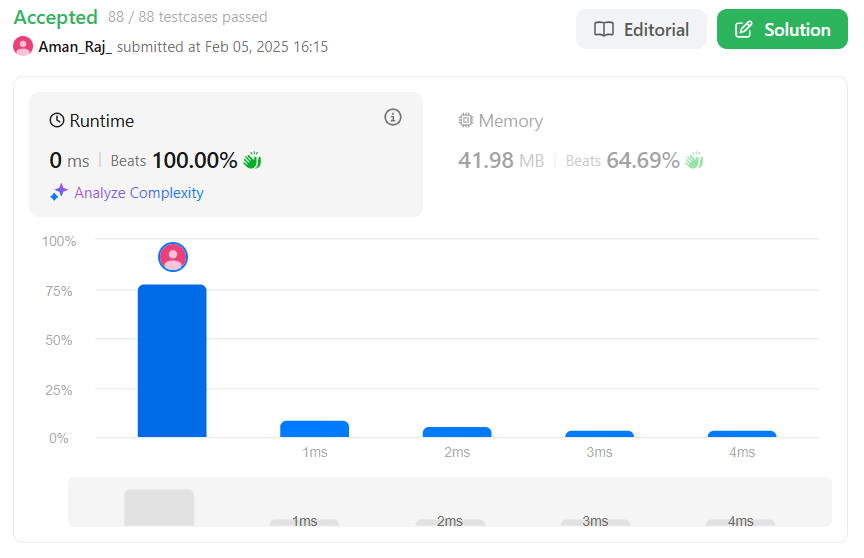 Accepted 88 / 88 testcases passed
Editorial
Solution
Aman_Raj_ submitted at Feb 05, 2025 16:15
Runtime
0 ms | Beats 100.00%
Analyze Complexity
Memory
41.98 MB | Beats 64.69%
100%
75%
50%
25%
0%
1ms 2ms 3ms 4ms
1ms 2ms 3ms 4ms